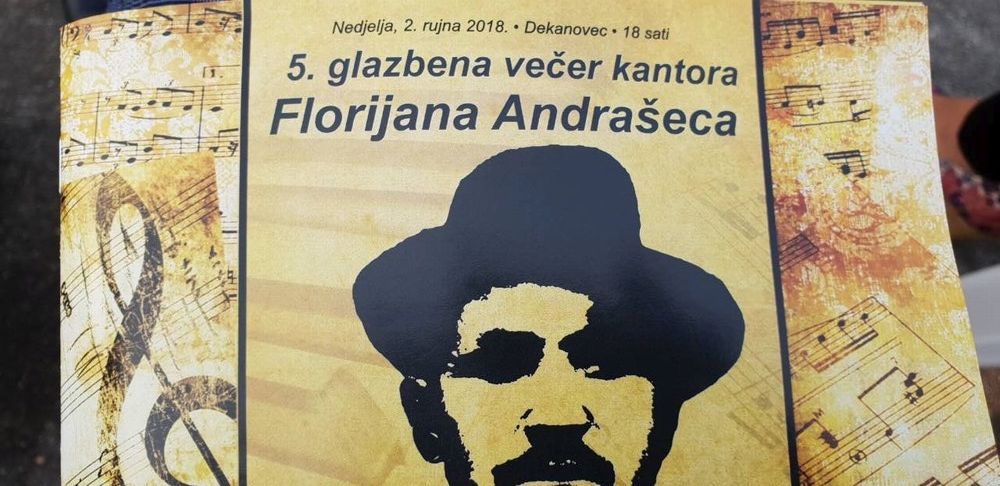 Nedjelja, 2. rujna 2018. • Dekanovec • 18 sati
5. glazbena večer kantora
Florijana Andrašeca